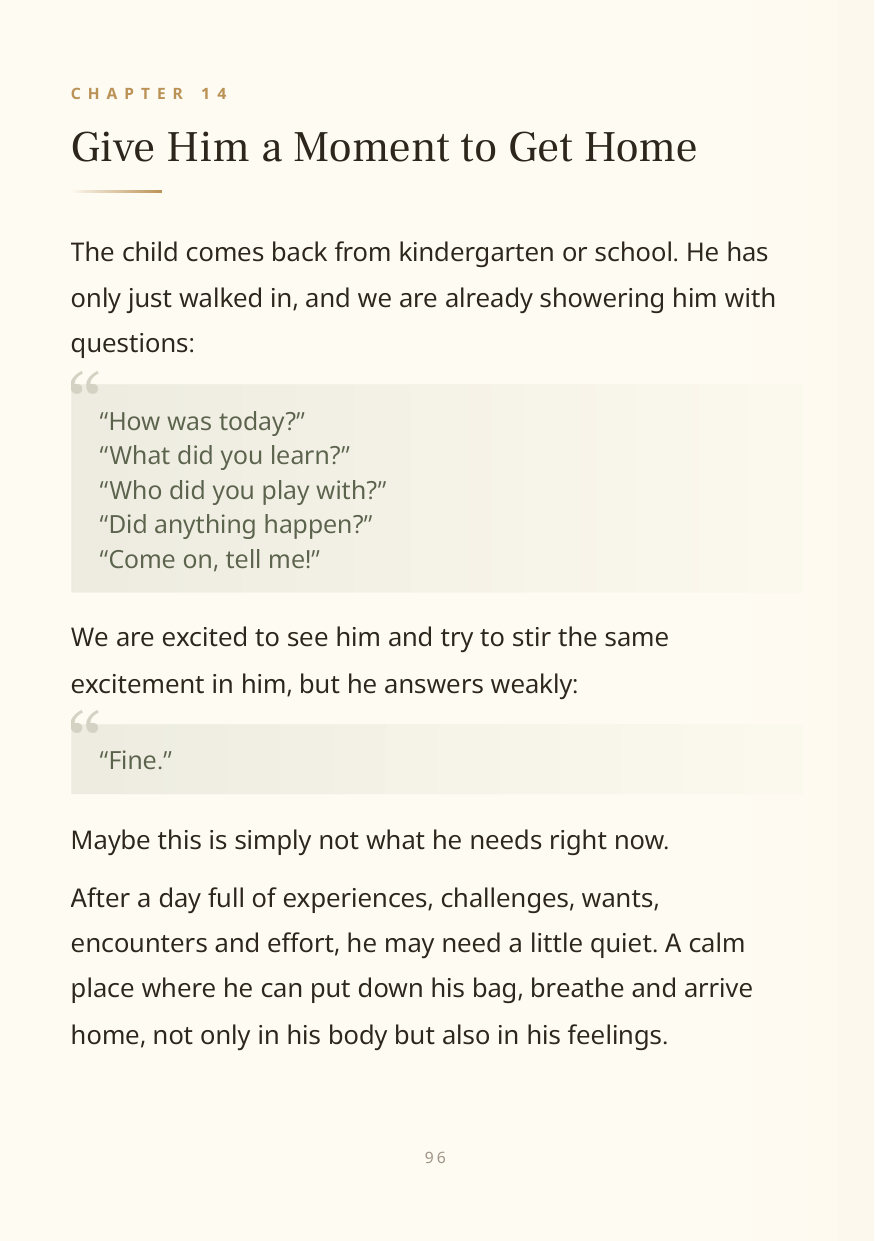 CHAPTER 14
Give Him a Moment to Get Home
The child comes back from kindergarten or school. He has
only just walked in, and we are already showering him with
questions:
“
“How was today?”
“What did you learn?”
“Who did you play with?”
“Did anything happen?”
“Come on, tell me!”
We are excited to see him and try to stir the same
excitement in him, but he answers weakly:
“
“Fine.”
Maybe this is simply not what he needs right now.
After a day full of experiences, challenges, wants,
encounters and effort, he may need a little quiet. A calm
place where he can put down his bag, breathe and arrive
home, not only in his body but also in his feelings.
96